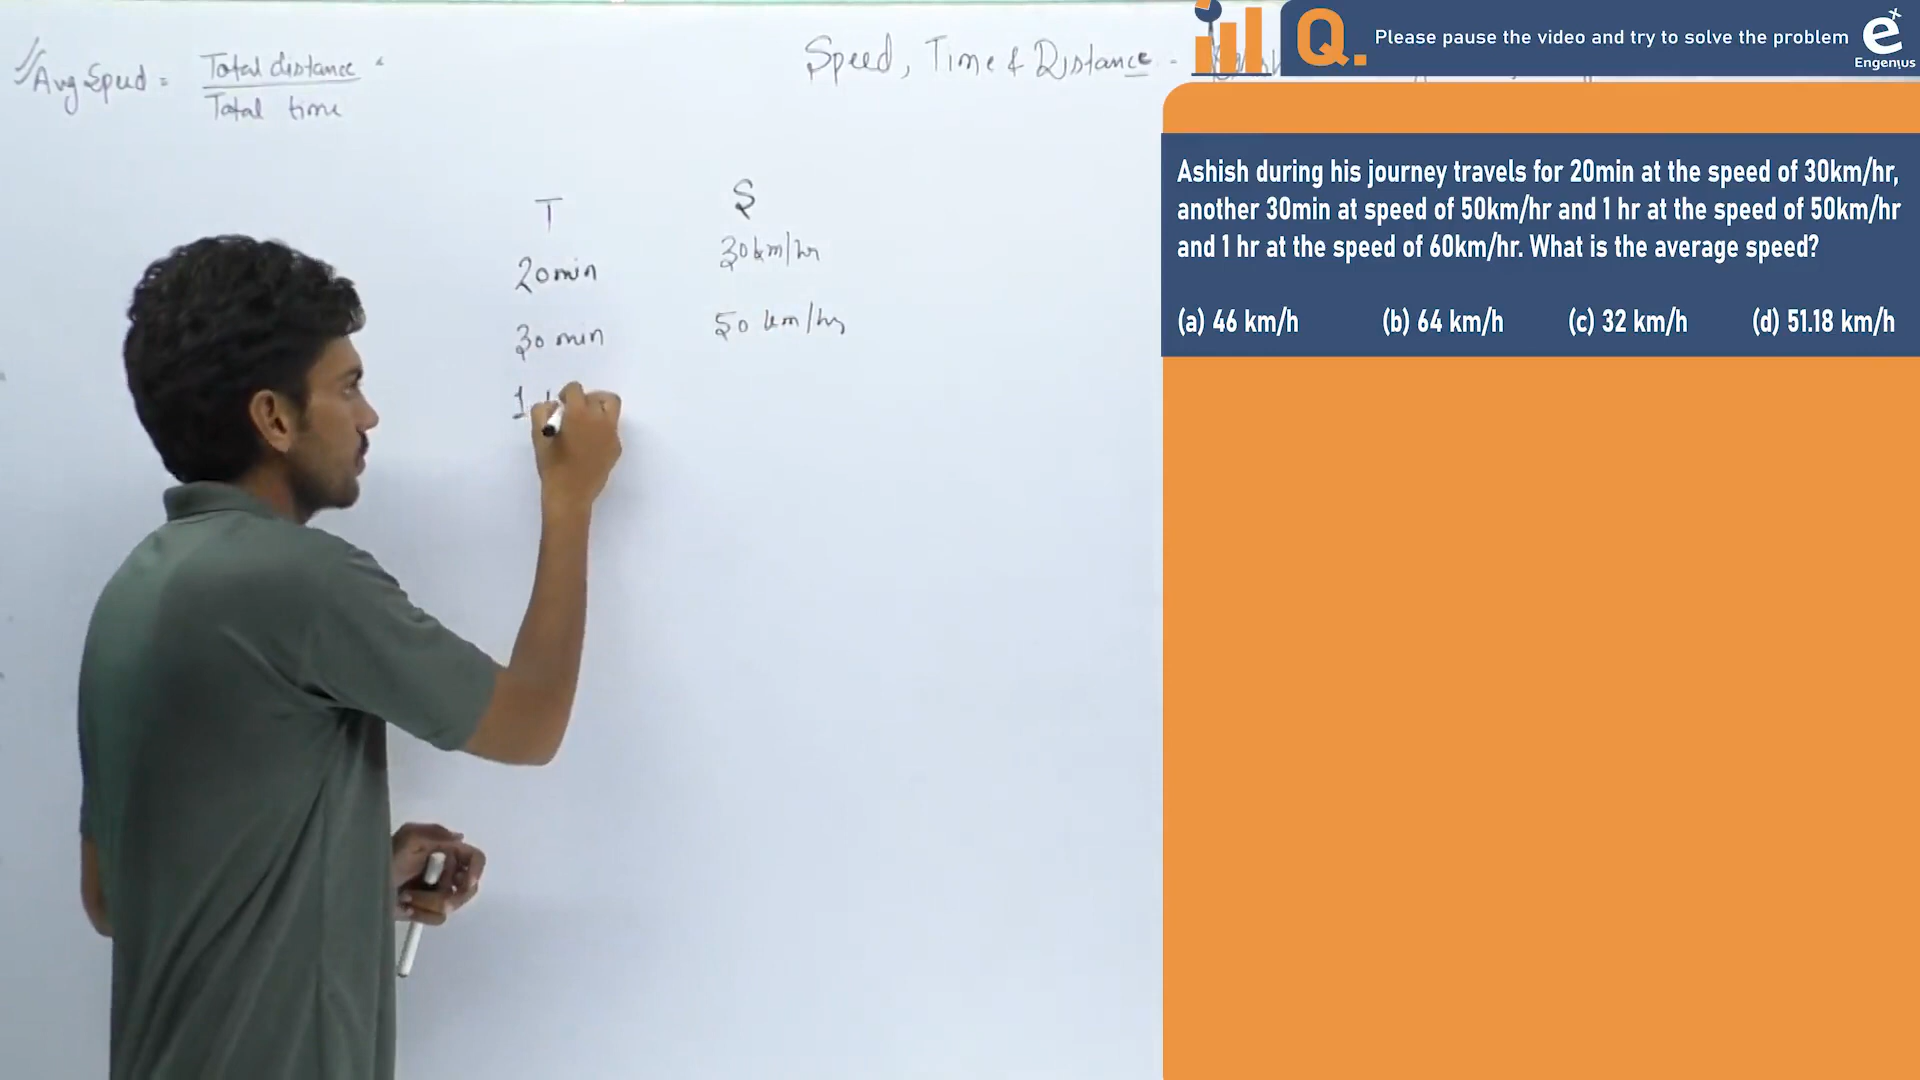 Avg Speed = Total distance
Total time
Speed, Time & Distance -
T S
20min 30km/hr
30 min 50 km/hr
1
Q. Please pause the video and try to solve the problem
ex
Engenius
Ashish during his journey travels for 20min at the speed of 30km/hr,
another 30min at speed of 50km/hr and 1 hr at the speed of 50km/hr
and 1 hr at the speed of 60km/hr. What is the average speed?
(a) 46 km/h (b) 64 km/h (c) 32 km/h (d) 51.18 km/h